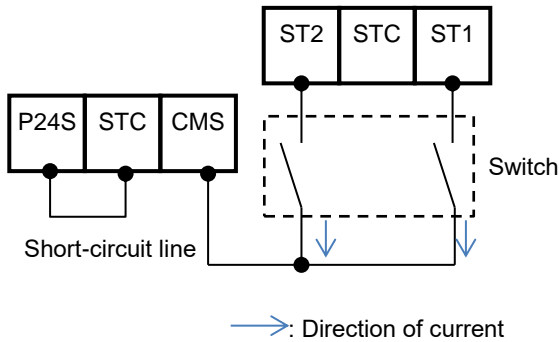 ST2 STC ST1
P24S STC CMS
Switch
Short-circuit line
: Direction of current